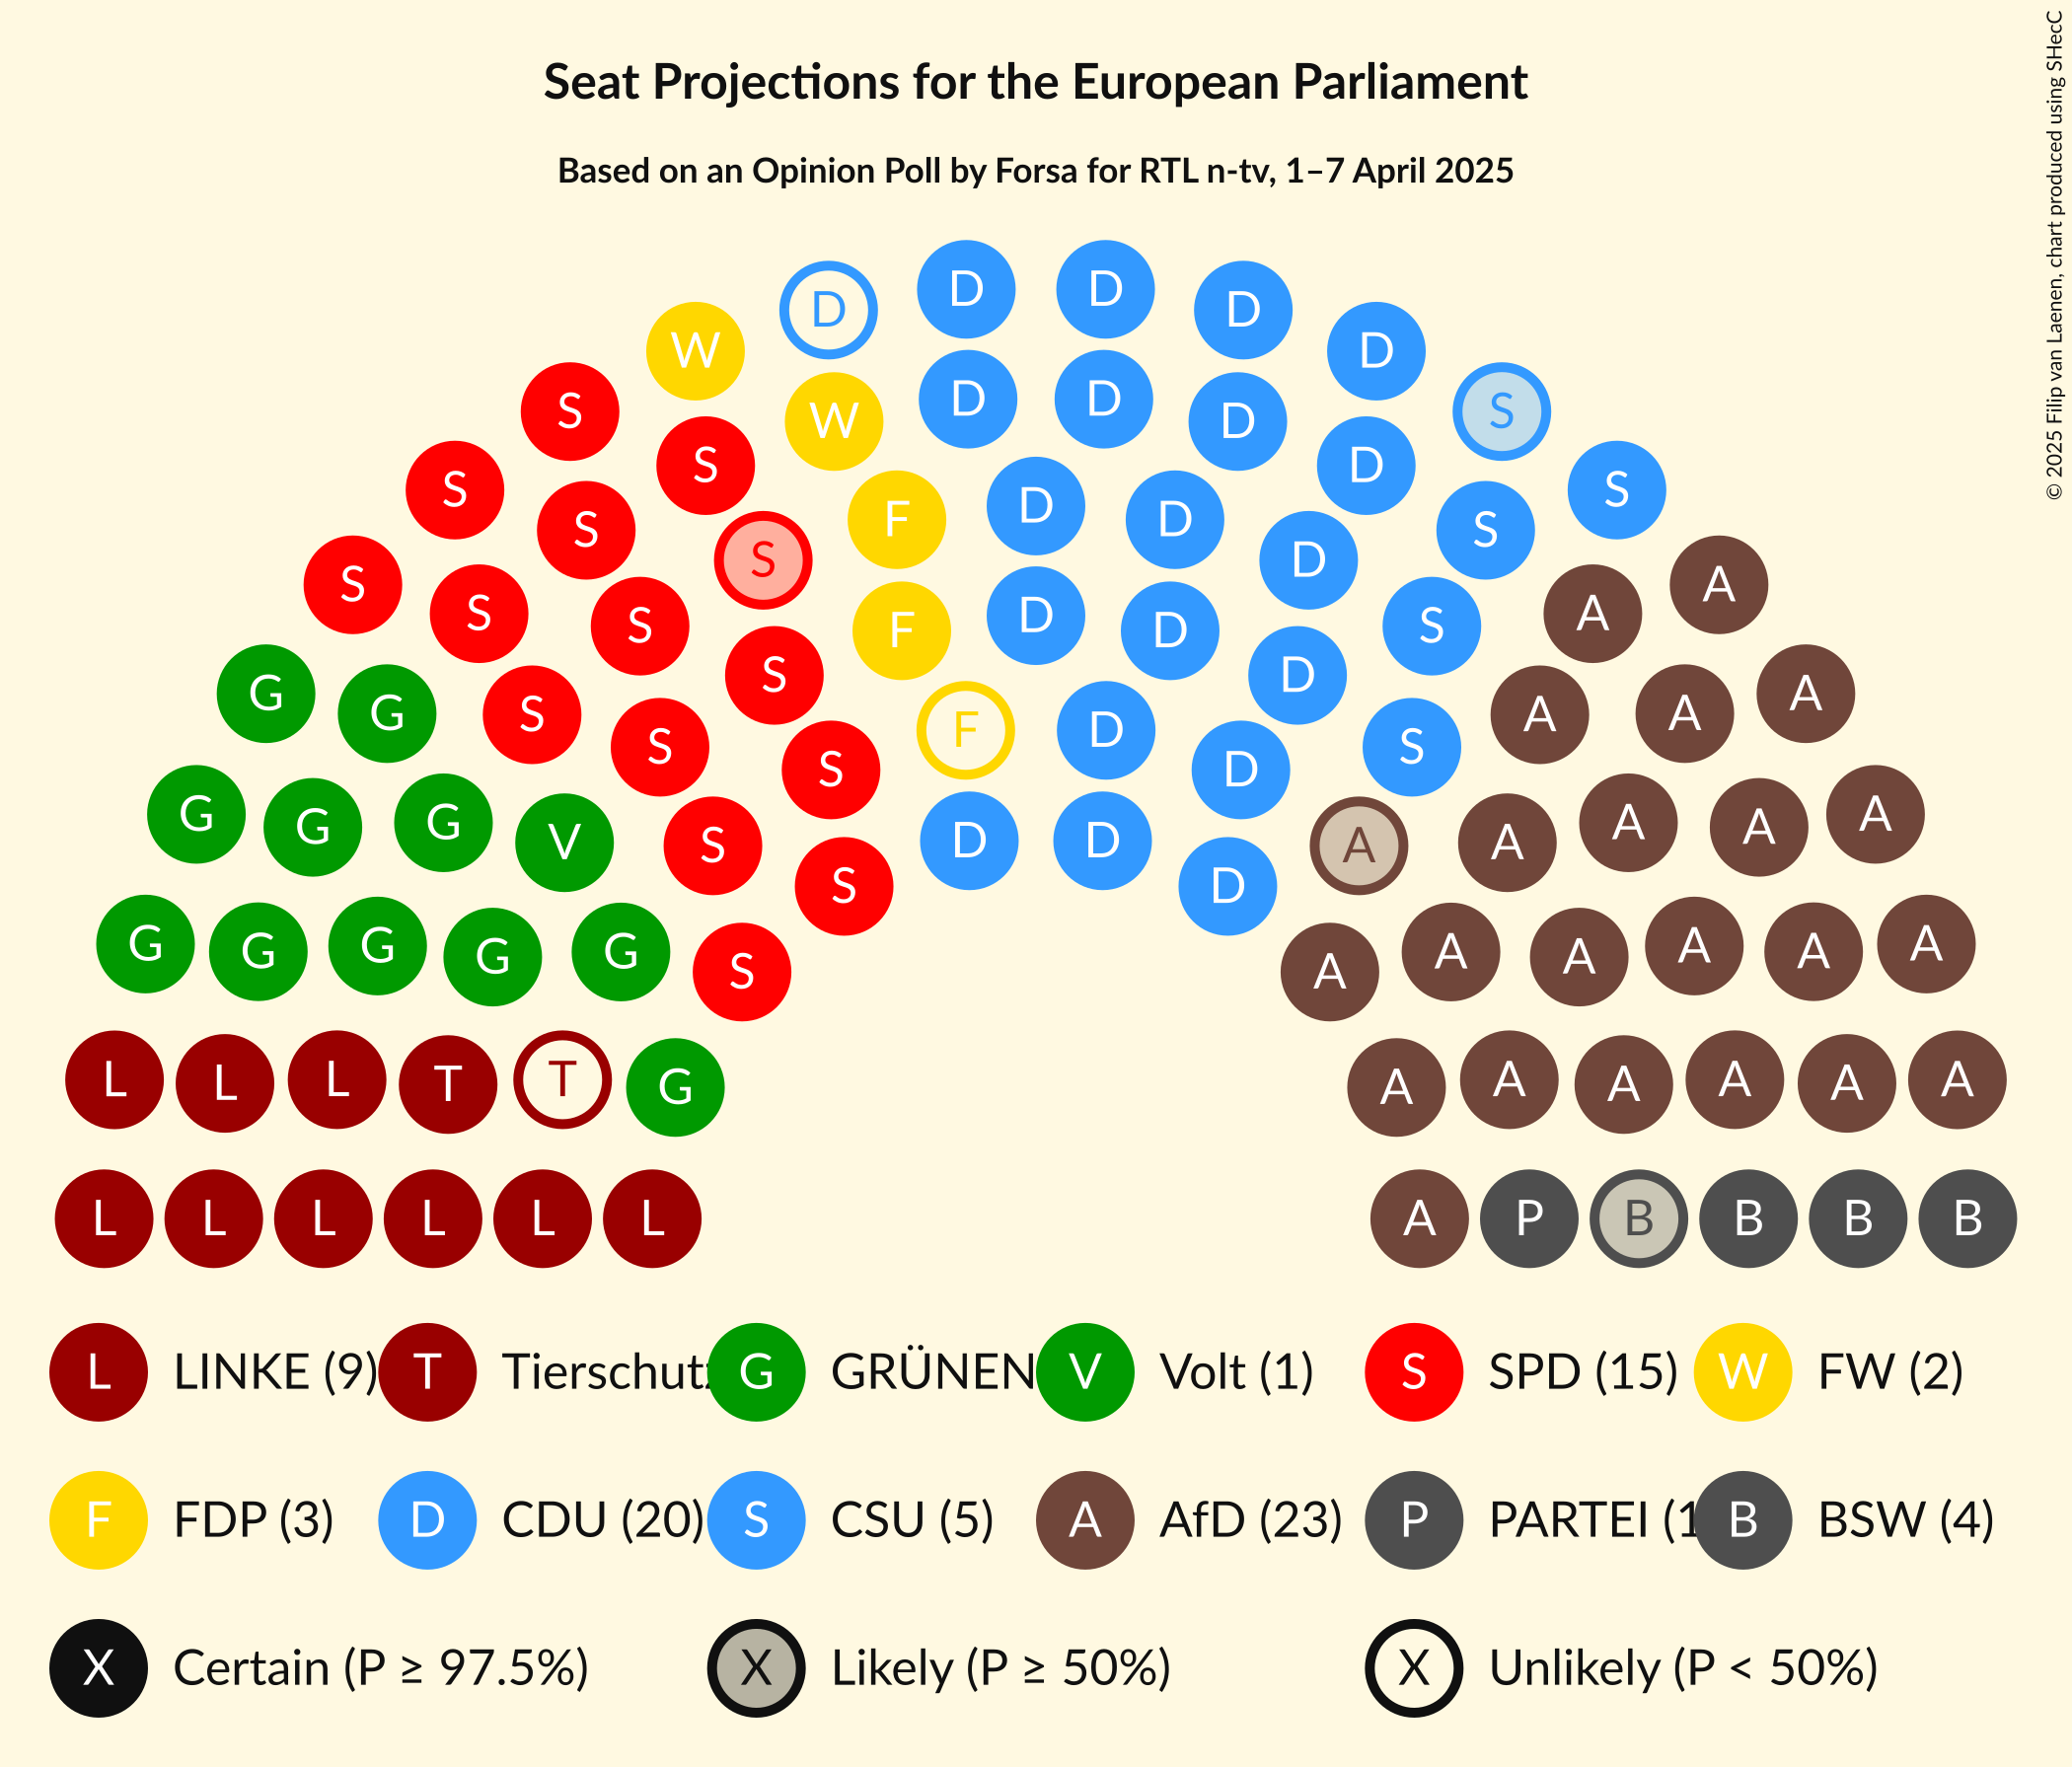 Seat Projections for the European Parliament
Based on an Opinion Poll by Forsa for RTL n-tv, 1–7 April 2025
© 2025 Filip van Laenen, chart produced using SHecC
D D D D D
W D S
S W D D D D S
S S D S
S S S F D D D S A
S S S F D D D S A A
G G S S S F D D S A A A
G G G V S S D D D A A A A A
G G G G G S A A A A A A
L L L T T G A A A A A A
L L L L L L A P B B B B
L LINKE (9) T Tierschutz G GRÜNEN V Volt (1) S SPD (15) W FW (2)
F FDP (3) D CDU (20) S CSU (5) A AfD (23) P PARTEI (1 B BSW (4)
X Certain (P ≥ 97.5%) X Likely (P ≥ 50%) X Unlikely (P < 50%)